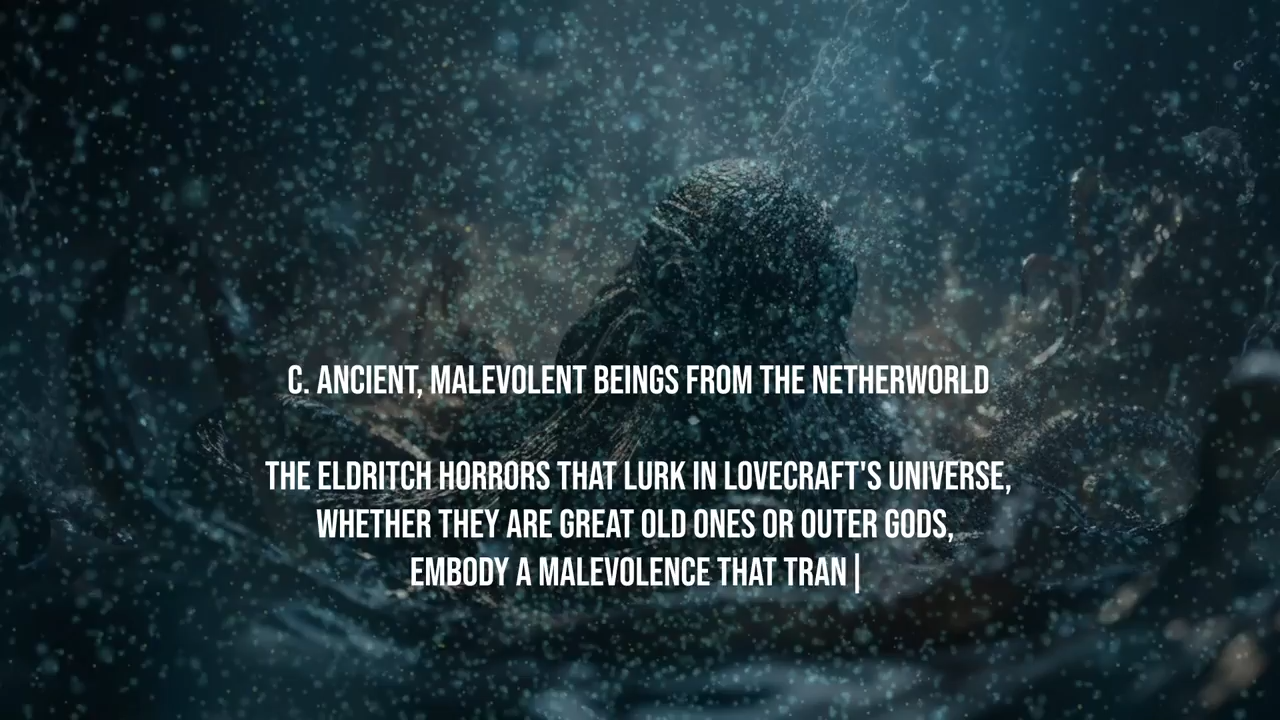 C. ANCIENT, MALEVOLENT BEINGS FROM THE NETHERWORLD
THE ELDRITCH HORRORS THAT LURK IN LOVECRAFT'S UNIVERSE,
WHETHER THEY ARE GREAT OLD ONES OR OUTER GODS,
EMBODY A MALEVOLENCE THAT TRAN